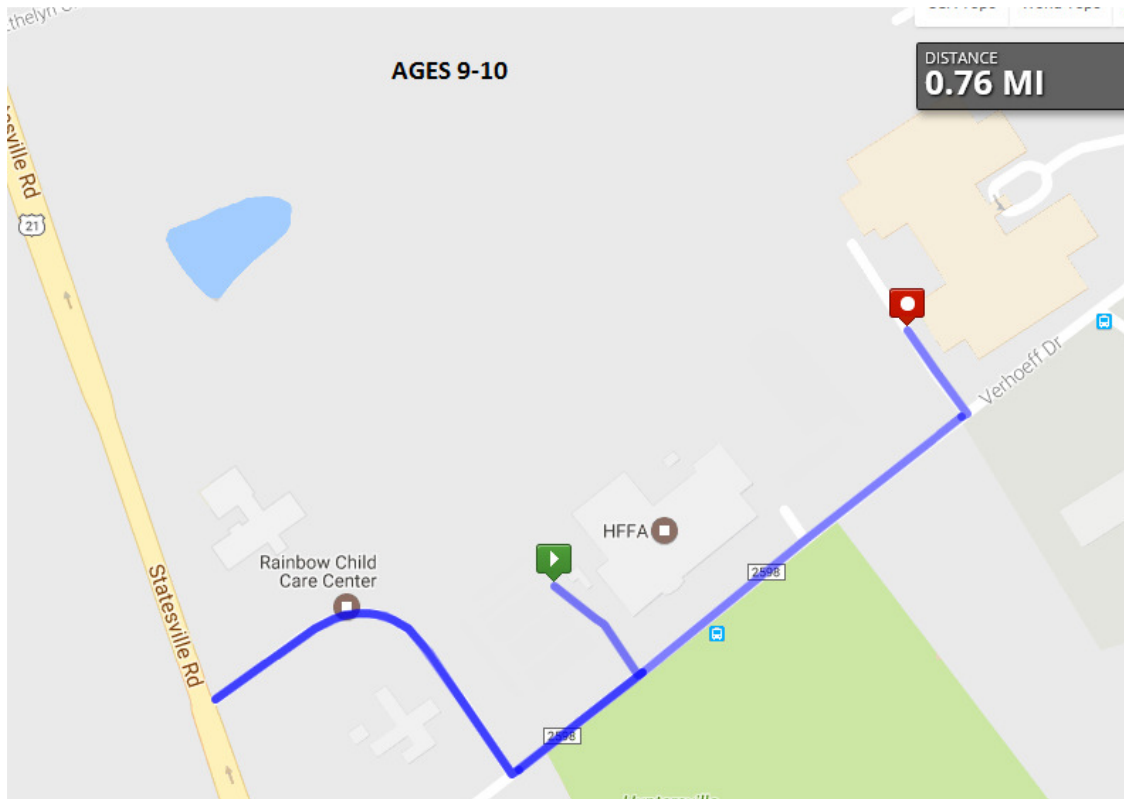 AGES 9-10
DISTANCE
0.76 MI
21
Verhoeff Dr
HFFA
Rainbow Child
Care Center
2598
Statesville Rd
2598